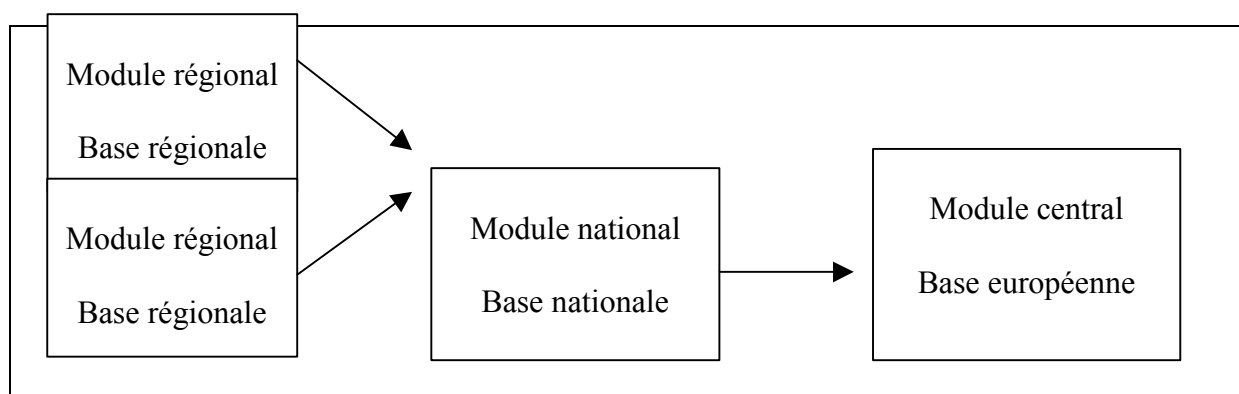 Module régional
Base régionale
Module régional
Base régionale
Module national
Base nationale
Module central
Base européenne